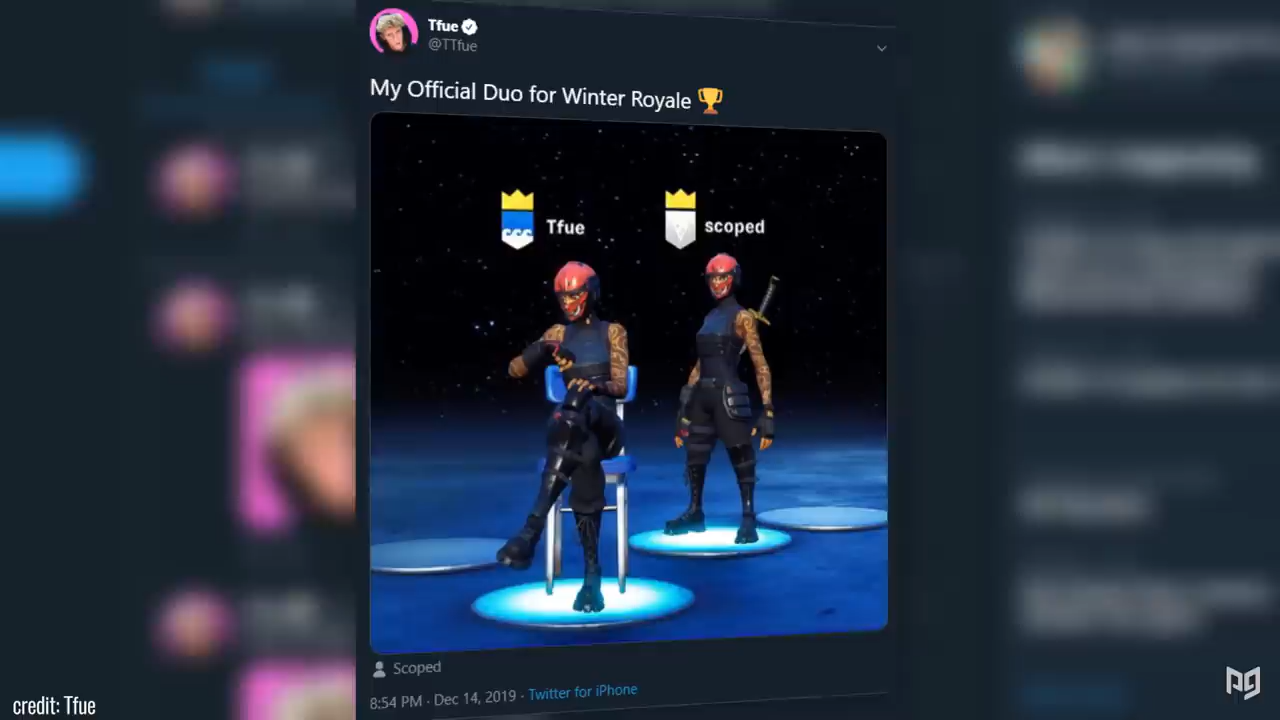 Tfue
@TTfue
My Official Duo for Winter Royale 🏆
Tfue
scoped
Scoped
8:54 PM · Dec 14, 2019 · Twitter for iPhone
credit: Tfue